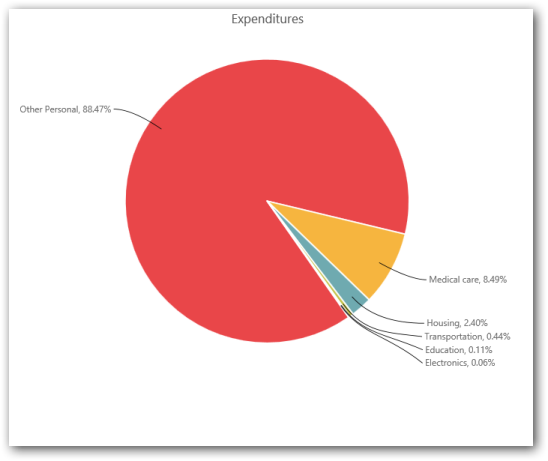 Expenditures
Other Personal, 88.47%
Medical care, 8.49%
Housing, 2.40%
Transportation, 0.44%
Education, 0.11%
Electronics, 0.06%